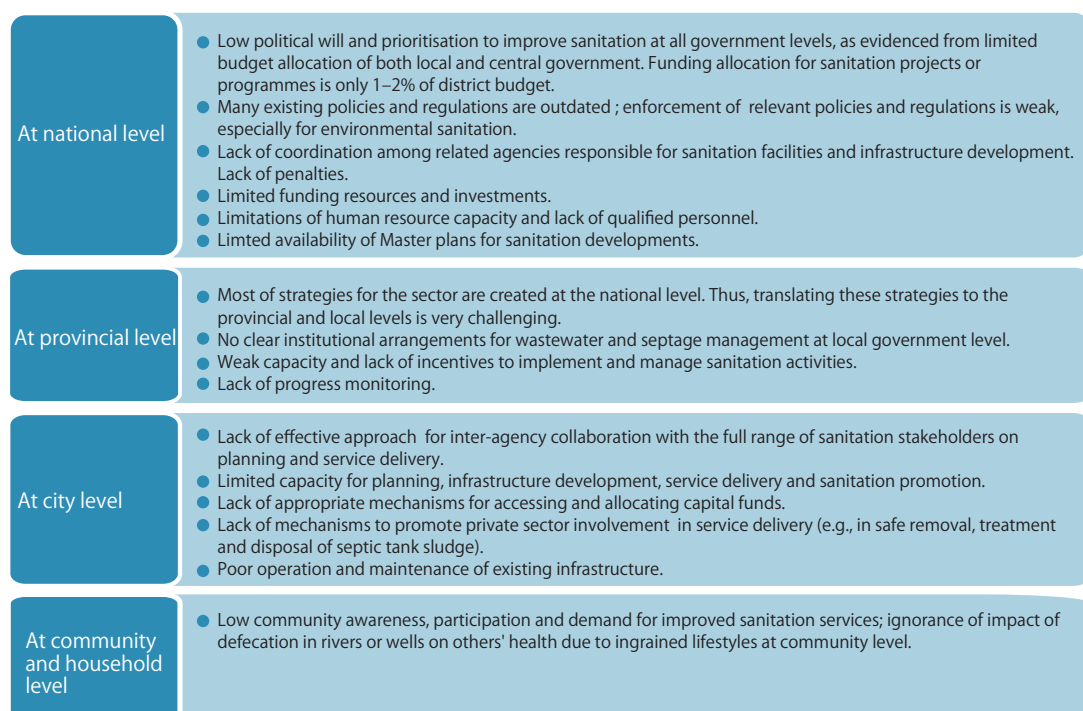 At national level
● Low political will and prioritisation to improve sanitation at all government levels, as evidenced from limited
budget allocation of both local and central government. Funding allocation for sanitation projects or
programmes is only 1–2% of district budget.
● Many existing policies and regulations are outdated ; enforcement of relevant policies and regulations is weak,
especially for environmental sanitation.
● Lack of coordination among related agencies responsible for sanitation facilities and infrastructure development.
Lack of penalties.
● Limited funding resources and investments.
● Limitations of human resource capacity and lack of qualified personnel.
● Limted availability of Master plans for sanitation developments.
At provincial level
● Most of strategies for the sector are created at the national level. Thus, translating these strategies to the
provincial and local levels is very challenging.
● No clear institutional arrangements for wastewater and septage management at local government level.
● Weak capacity and lack of incentives to implement and manage sanitation activities.
● Lack of progress monitoring.
At city level
● Lack of effective approach for inter-agency collaboration with the full range of sanitation stakeholders on
planning and service delivery.
● Limited capacity for planning, infrastructure development, service delivery and sanitation promotion.
● Lack of appropriate mechanisms for accessing and allocating capital funds.
● Lack of mechanisms to promote private sector involvement in service delivery (e.g., in safe removal, treatment
and disposal of septic tank sludge).
● Poor operation and maintenance of existing infrastructure.
At community
and household
level
● Low community awareness, participation and demand for improved sanitation services; ignorance of impact of
defecation in rivers or wells on others' health due to ingrained lifestyles at community level.